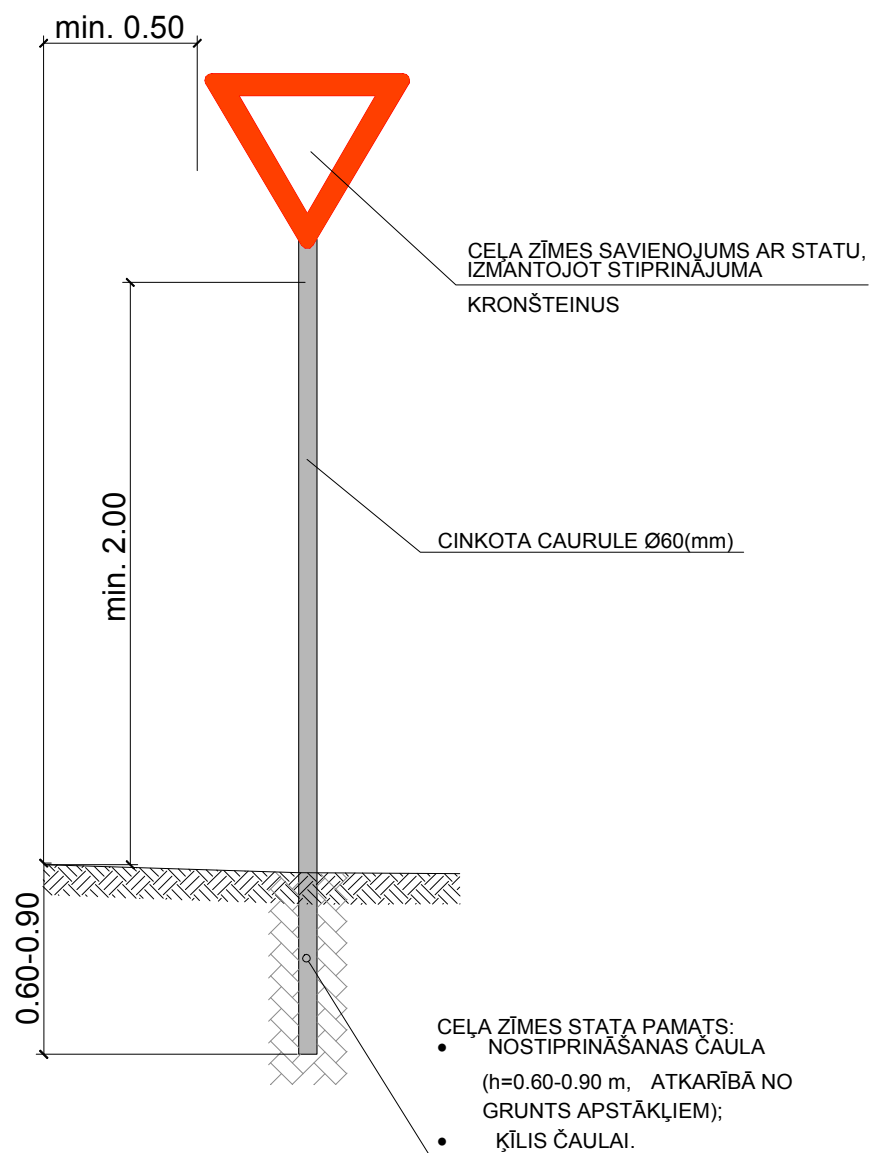 min. 0.50
CEĻA ZĪMES SAVIENOJUMS AR STATU,
IZMANTOJOT STIPRINĀJUMA
KRONŠTEINUS
min. 2.00
CINKOTA CAURULE Ø60(mm)
0.60-0.90
CEĻA ZĪMES STATA PAMATS:
• NOSTIPRINĀŠANAS ČAULA
(h=0.60-0.90 m, ATKARĪBĀ NO
GRUNTS APSTĀKĻIEM);
• ĶĪLIS ČAULAI.